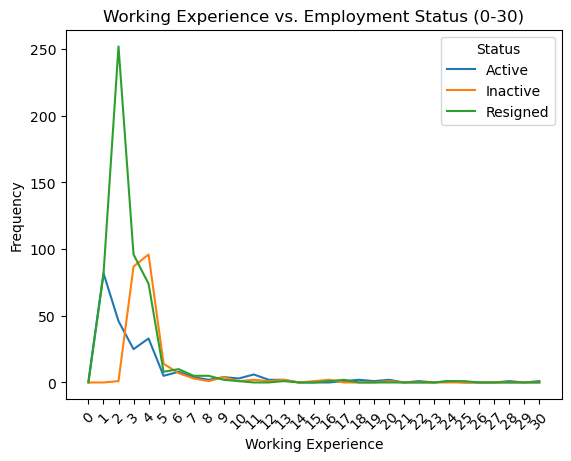 Working Experience vs. Employment Status (0-30)
Status
Active
Inactive
Resigned
Frequency
250
200
150
100
50
0
0 1 2 3 4 5 6 7 8 9 10 11 12 13 14 15 16 17 18 19 20 21 22 23 24 25 26 27 28 29 30
Working Experience